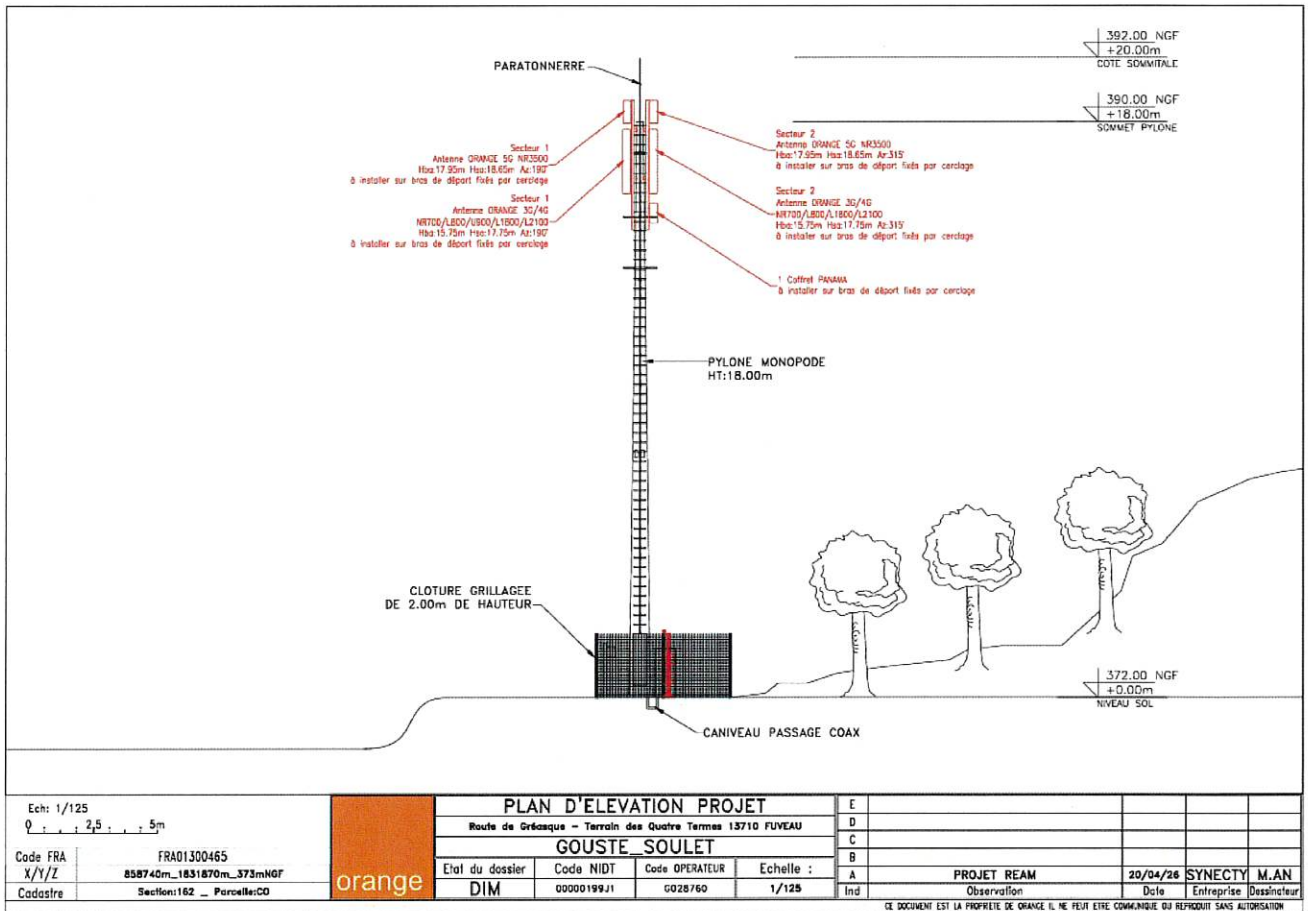 392.00 NGF
+20.00m
COTE SOMMITALE
PARATONNERRE
390.00 NGF
+18.00m
SOMMET PYLONE
Secteur 1
Antenne ORANGE 5G NR3500
Hba:17.95m Hsa:18.65m Az:190°
à installer sur bras de départ fixés par cerclage
Secteur 1
Antenne ORANGE 3G/4G
NR700/L800/U900/L1800/L2100
Hba:15.75m Hsa:17.75m Az:190°
à installer sur bras de départ fixés par cerclage
Secteur 2
Antenne ORANGE 5G NR3500
Hba:17.95m Hsa:18.65m Az:315°
à installer sur bras de départ fixés par cerclage
Secteur 2
Antenne ORANGE 3G/4G
NR700/L800/L1800/L2100
Hba:15.75m Hsa:17.75m Az:315°
à installer sur bras de départ fixés par cerclage
1 Coffret PANAMA
à installer sur bras de départ fixés par cerclage
PYLONE MONOPODE
HT:18.00m
CLOTURE GRILLAGEE
DE 2.00m DE HAUTEUR
372.00 NGF
+0.00m
NIVEAU SOL
CANIVEAU PASSAGE COAX
Ech: 1/125
0 2,5 5m
Code FRA FRA01300465
X/Y/Z 858740m_1831870m_373mNGF
Cadastre Section:162 _ Parcelle:CO
orange
PLAN D'ELEVATION PROJET
Route de Gréasque - Terrain des Quatre Termes 13710 FUVEAU
GOUSTE_SOULET
Etat du dossier Code NIDT Code OPERATEUR Echelle :
DIM 00000199J1 G028760 1/125
E
D
C
B
A PROJET REAM 20/04/26 SYNECTY M.AN
Ind Observation Date Entreprise Dessinateur
CE DOCUMENT EST LA PROPRIETE DE ORANGE IL NE PEUT ETRE COMMUNIQUE OU REPRODUIT SANS AUTORISATION